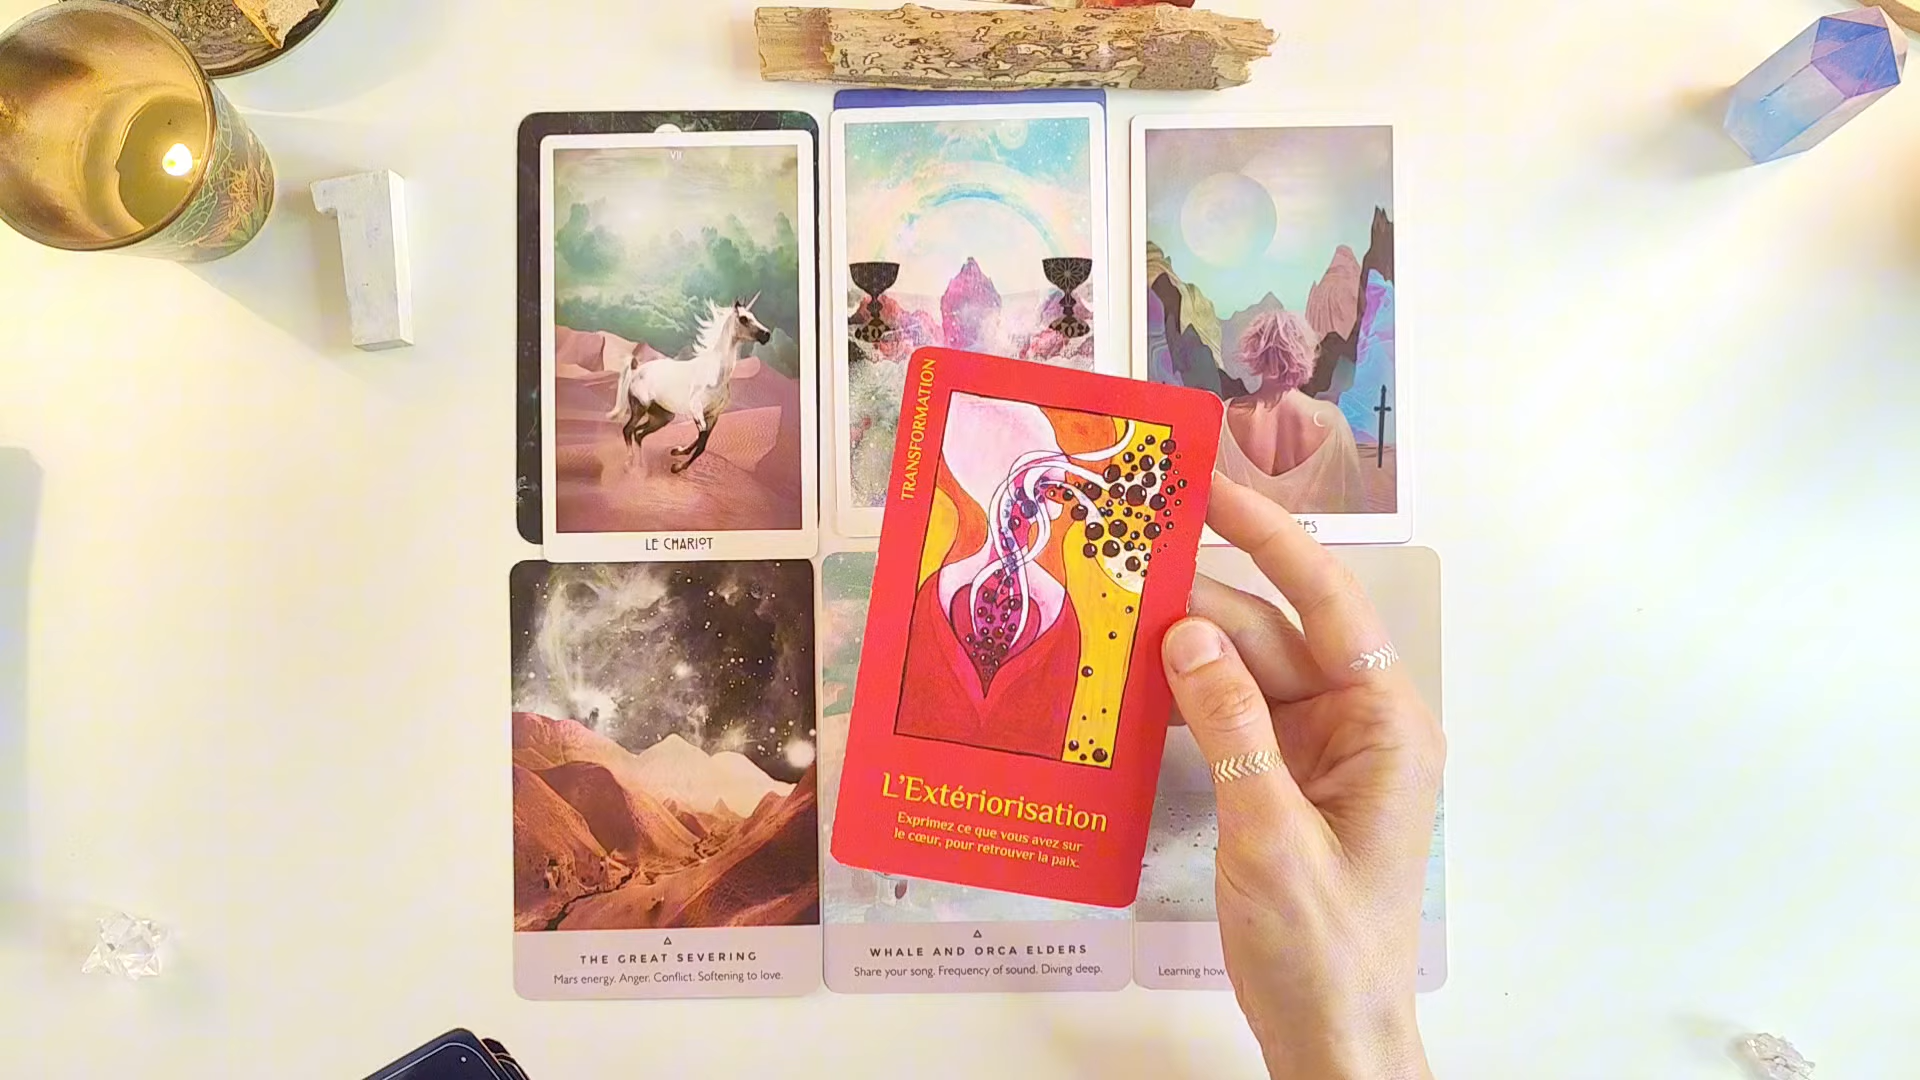 1
VII
LE CHARIOT
TRANSFORMATION
L'Extériorisation
Exprimez ce que vous avez sur
le cœur, pour retrouver la paix.
THE GREAT SEVERING
Mars energy. Anger. Conflict. Softening to love.
WHALE AND ORCA ELDERS
Share your song. Frequency of sound. Diving deep.
Learning how
it.